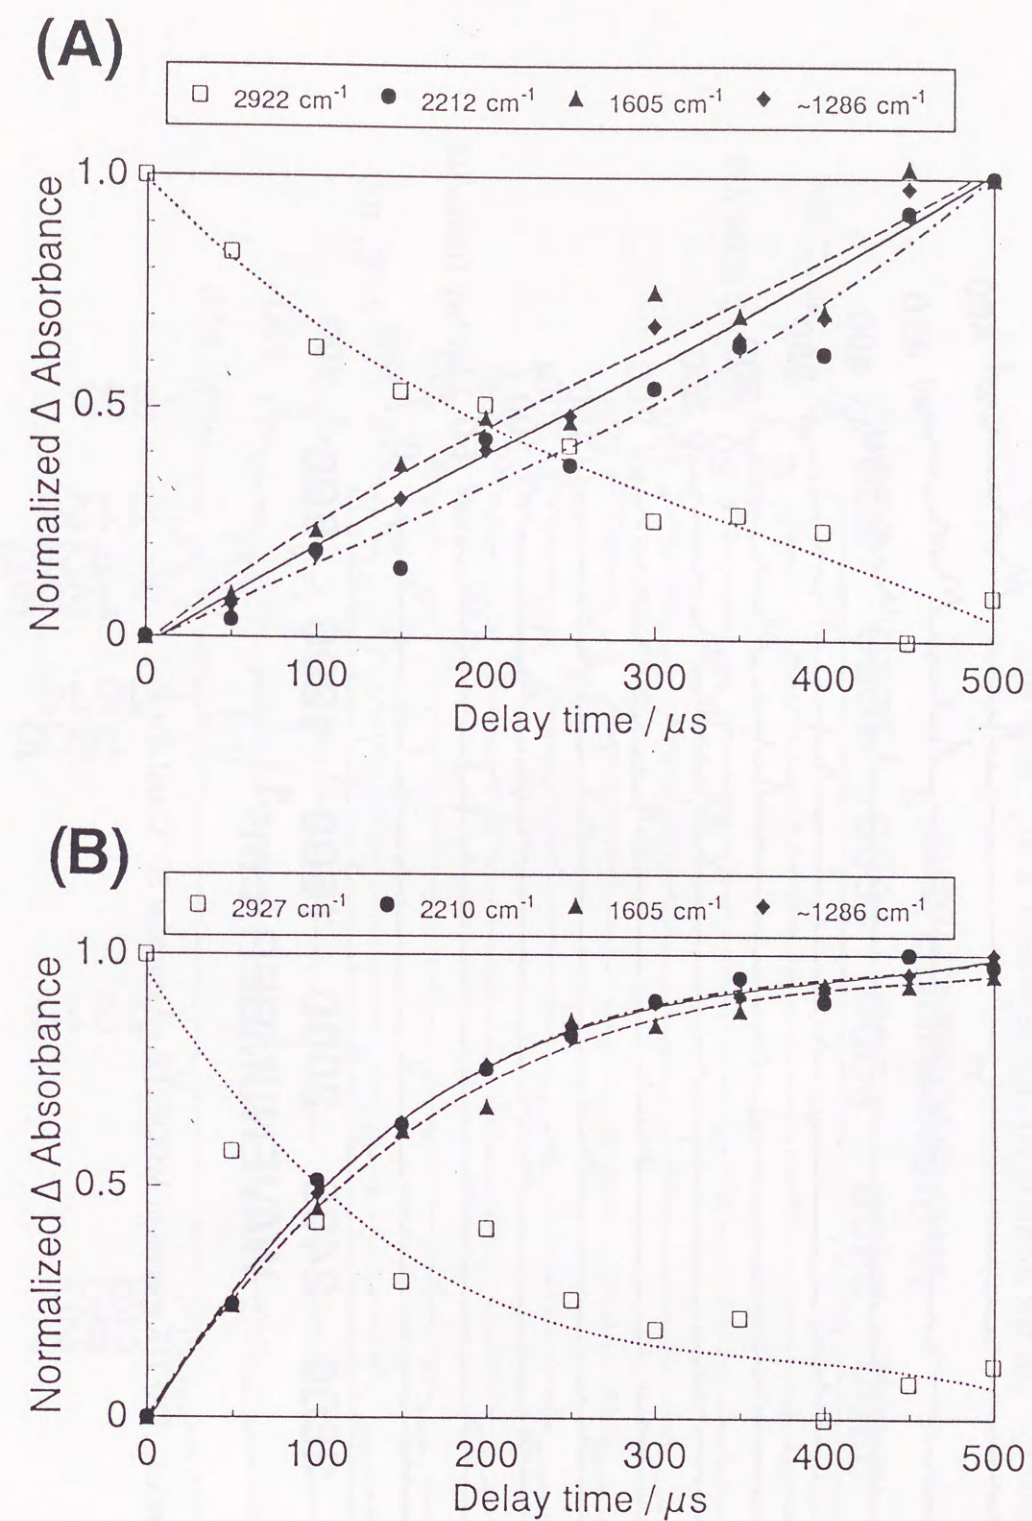 (A)
□ 2922 cm⁻¹ ● 2212 cm⁻¹ ▲ 1605 cm⁻¹ ◆ ~1286 cm⁻¹
Normalized Δ Absorbance
1.0
0.5
0
0 100 200 300 400 500
Delay time / μs
(B)
□ 2927 cm⁻¹ ● 2210 cm⁻¹ ▲ 1605 cm⁻¹ ◆ ~1286 cm⁻¹
Normalized Δ Absorbance
1.0
0.5
0
0 100 200 300 400 500
Delay time / μs